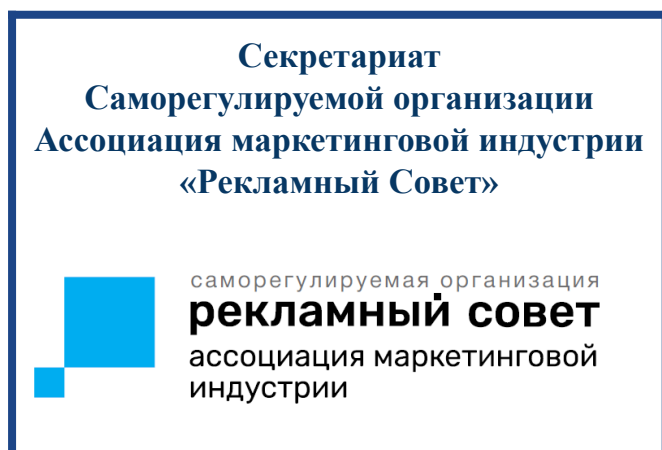 Секретариат
Саморегулируемой организации
Ассоциация маркетинговой индустрии
«Рекламный Совет»
саморегулируемая организация
рекламный совет
ассоциация маркетинговой
индустрии